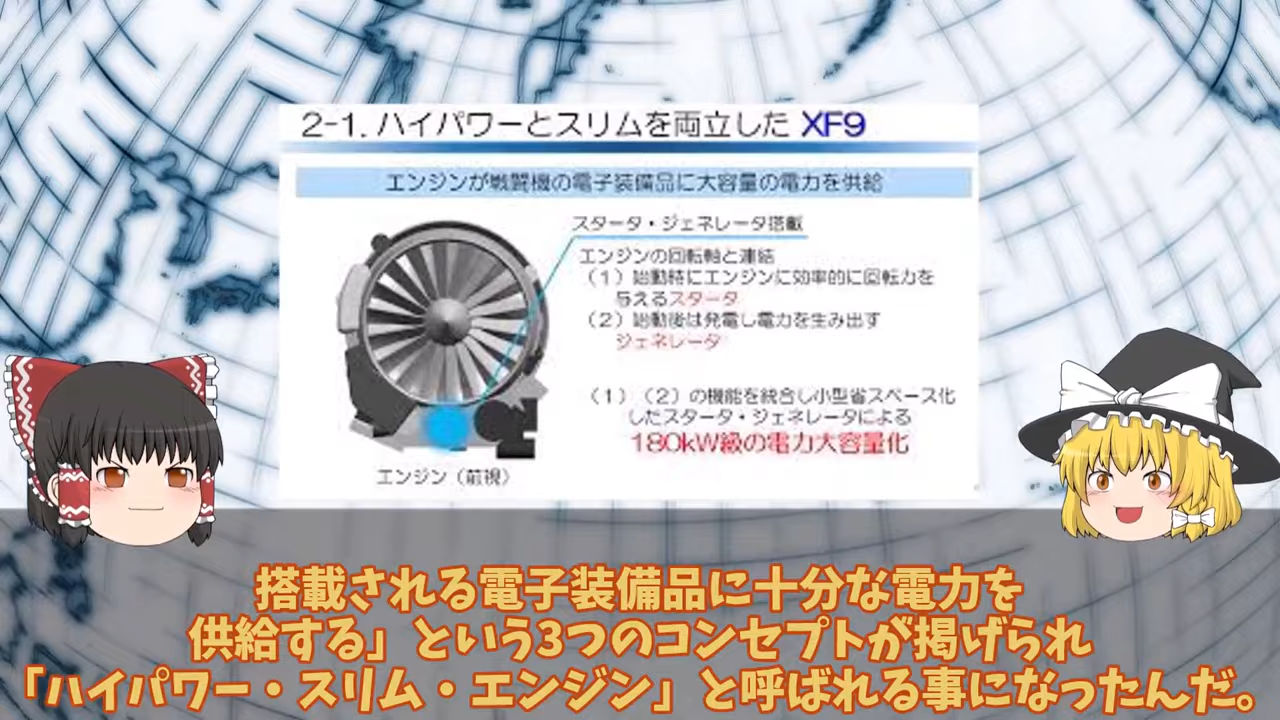 2-1. ハイパワーとスリムを両立した XF9
エンジンが戦闘機の電子装備品に大容量の電力を供給
スタータ・ジェネレータ搭載
エンジンの回転軸と連結
（1）始動時にエンジンに効率的に回転力を
与えるスタータ
（2）始動後は発電し電力を生み出す
ジェネレータ
（1）（2）の機能を統合し小型省スペース化
したスタータ・ジェネレータによる
180kW級の電力大容量化
エンジン（前視）
搭載される電子装備品に十分な電力を
供給する」という3つのコンセプトが掲げられ
「ハイパワー・スリム・エンジン」と呼ばれる事になったんだ。